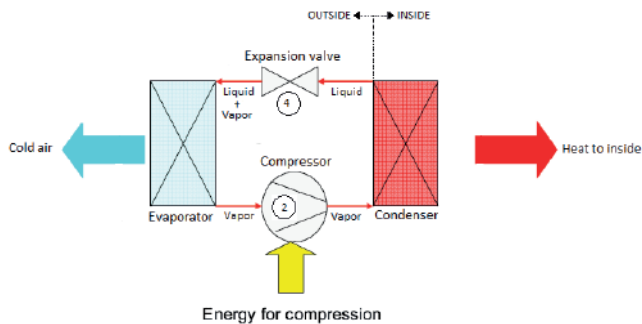 OUTSIDE INSIDE
Expansion valve
Liquid
+
Vapor
4
Liquid
Cold air
Heat to inside
Compressor
2
Evaporator
Vapor
Vapor
Condenser
Energy for compression